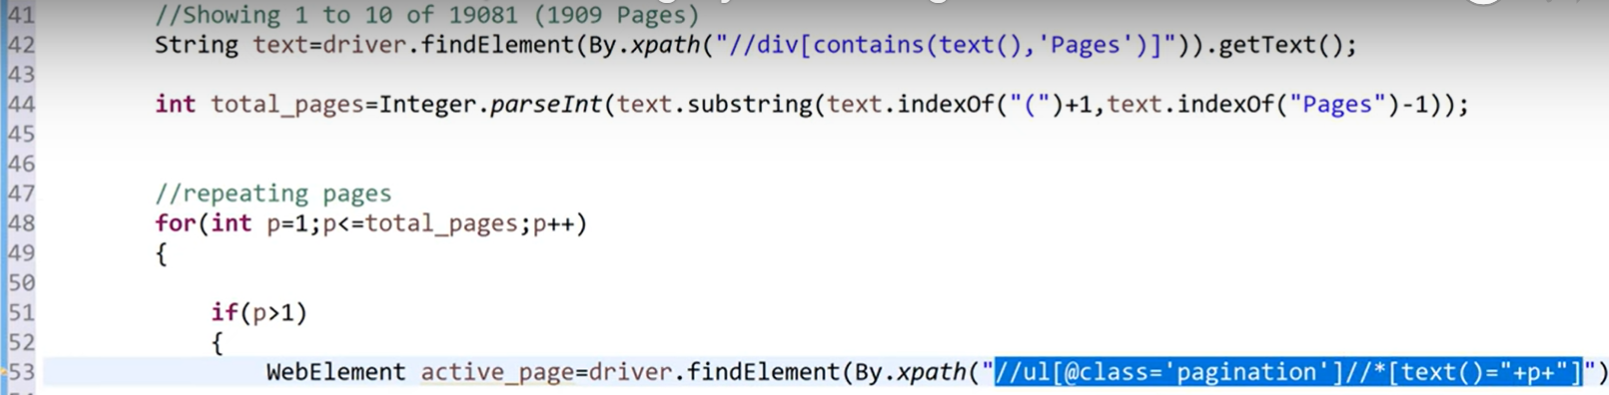 41 //Showing 1 to 10 of 19081 (1909 Pages)
42 String text=driver.findElement(By.xpath("//div[contains(text(),'Pages')]")).getText();
43
44 int total_pages=Integer.parseInt(text.substring(text.indexOf("(")+1,text.indexOf("Pages")-1));
45
46
47 //repeating pages
48 for(int p=1;p<=total_pages;p++)
49 {
50
51 if(p>1)
52 {
53 WebElement active_page=driver.findElement(By.xpath("//ul[@class='pagination']//*[text()="+p+"]")